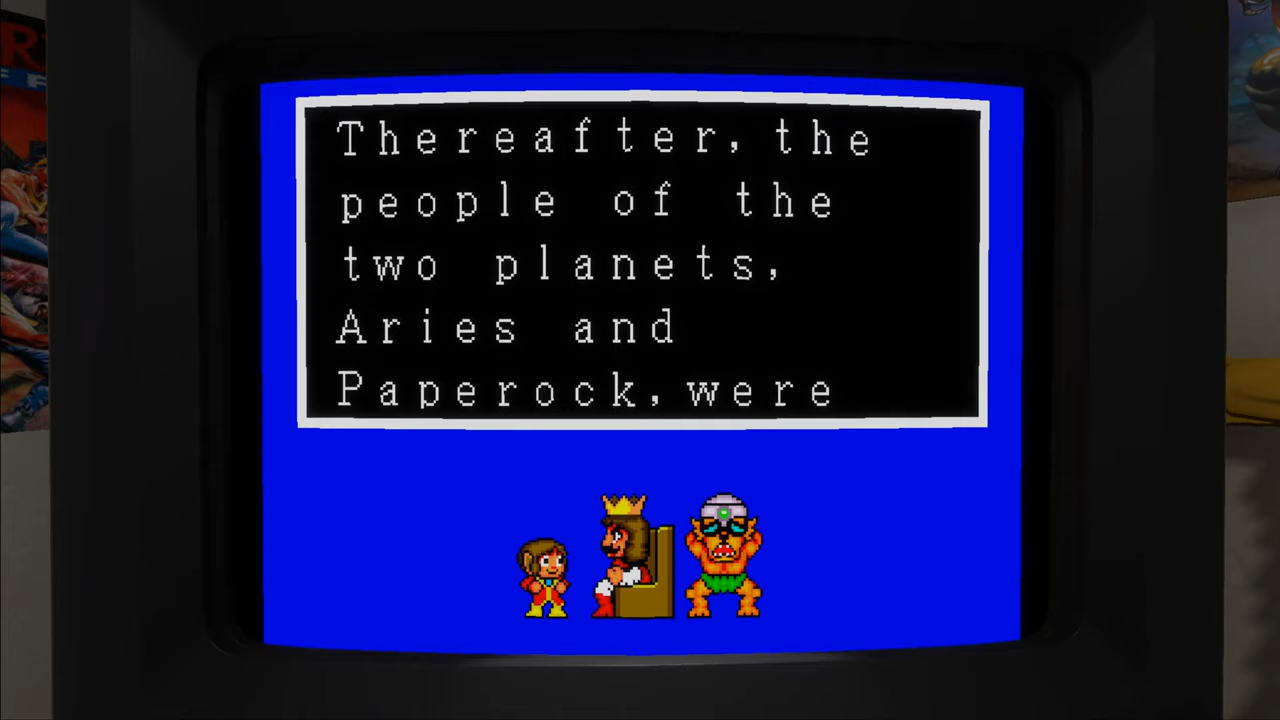 Thereafter, the
people of the
two planets,
Aries and
Paperock, were